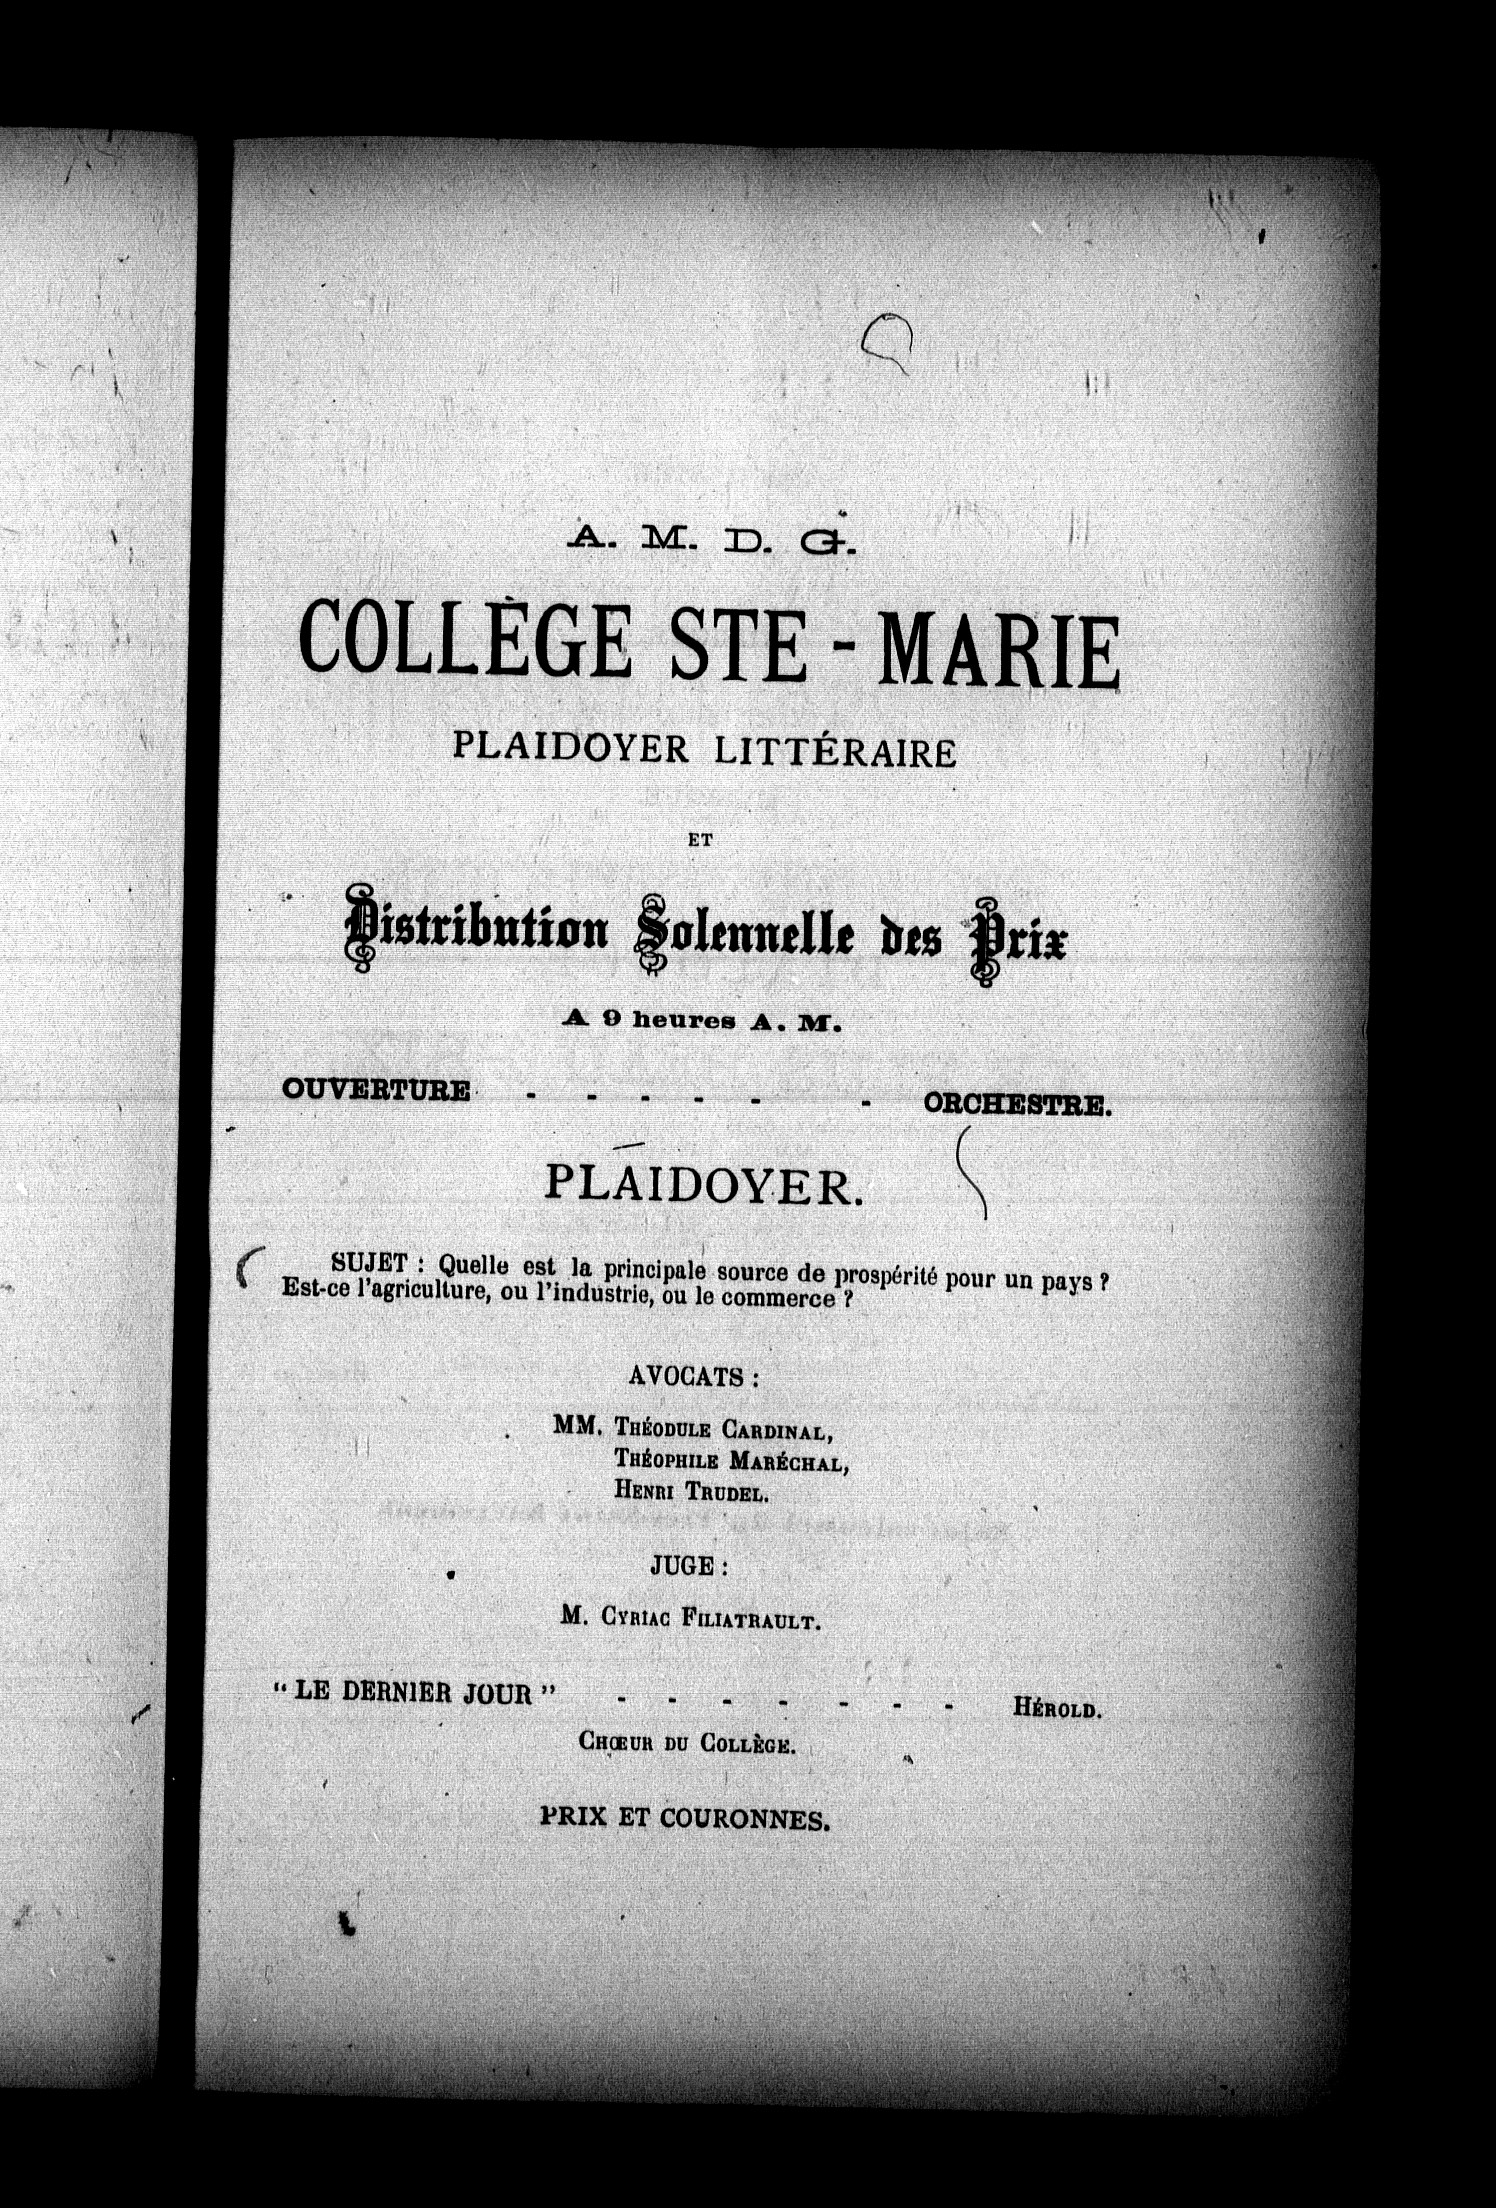 A. M. D. G.
COLLÈGE STE - MARIE
PLAIDOYER LITTÉRAIRE
ET
Distribution Solennelle des Prix
A 9 heures A. M.
OUVERTURE - - - - - - ORCHESTRE.
PLAIDOYER.
SUJET : Quelle est la principale source de prospérité pour un pays ?
Est-ce l'agriculture, ou l'industrie, ou le commerce ?
AVOCATS :
MM. THÉODULE CARDINAL,
THÉOPHILE MARÉCHAL,
HENRI TRUDEL.
JUGE :
M. CYRIAC FILIATRAULT.
“ LE DERNIER JOUR ” - - - - - - - HÉROLD.
CHŒUR DU COLLÈGE.
PRIX ET COURONNES.